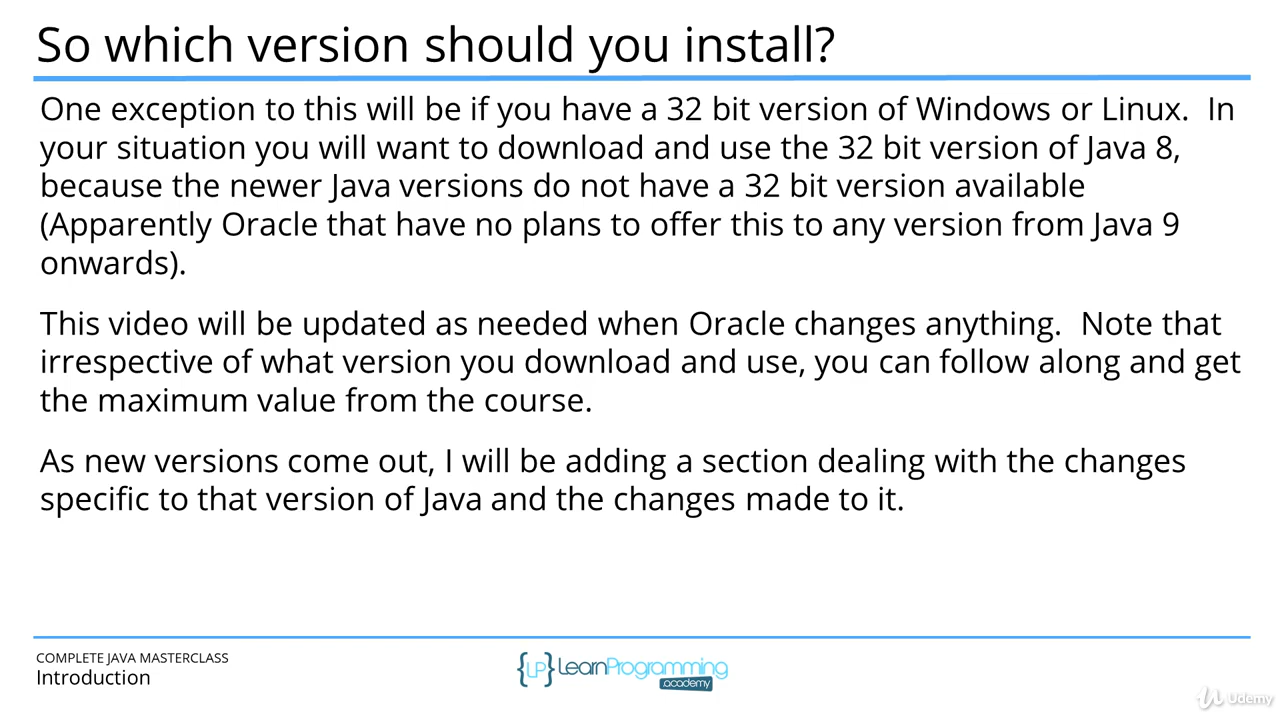 So which version should you install?
One exception to this will be if you have a 32 bit version of Windows or Linux.  In
your situation you will want to download and use the 32 bit version of Java 8,
because the newer Java versions do not have a 32 bit version available
(Apparently Oracle that have no plans to offer this to any version from Java 9
onwards).
This video will be updated as needed when Oracle changes anything.  Note that
irrespective of what version you download and use, you can follow along and get
the maximum value from the course.
As new versions come out, I will be adding a section dealing with the changes
specific to that version of Java and the changes made to it.
COMPLETE JAVA MASTERCLASS
Introduction
{LP} LearnProgramming
.academy
Udemy